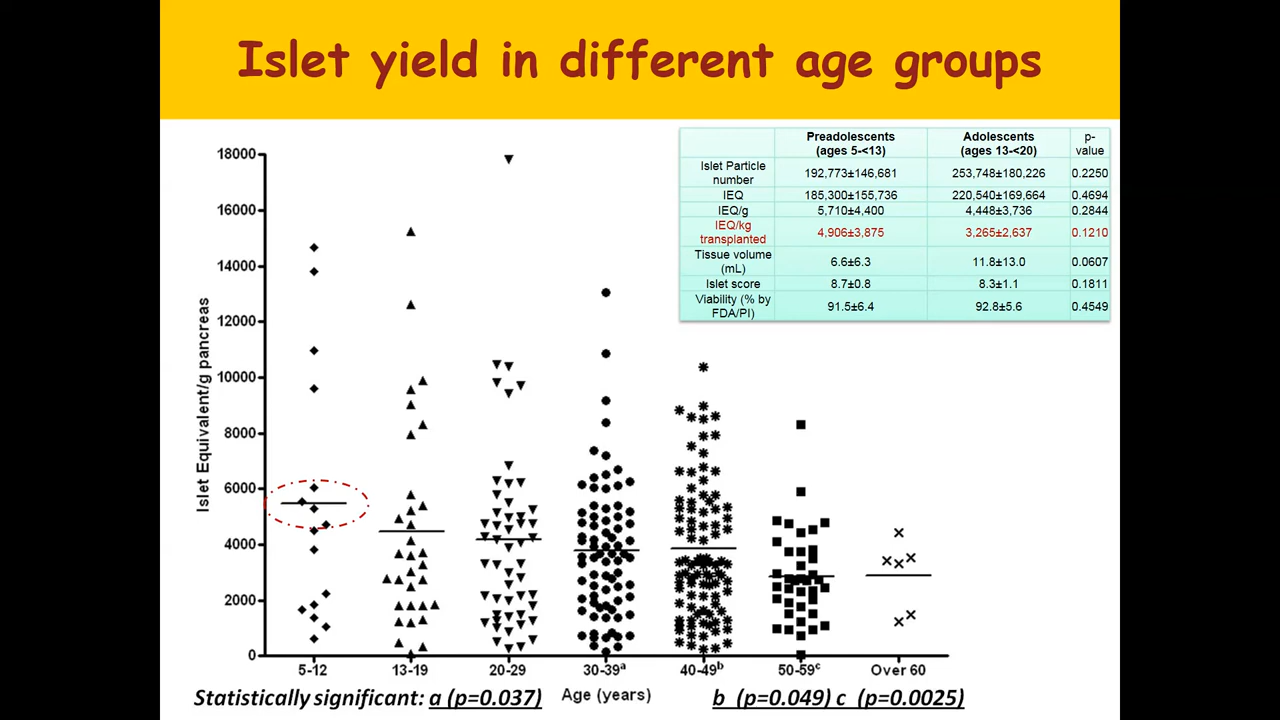 Islet yield in different age groups
Preadolescents Adolescents p-
(ages 5-<13) (ages 13-<20) value
Islet Particle
number 192,773±146,681 253,748±180,226 0.2250
IEQ 185,300±155,736 220,540±169,664 0.4694
IEQ/g 5,710±4,400 4,448±3,736 0.2844
IEQ/kg
transplanted 4,906±3,875 3,265±2,637 0.1210
Tissue volume
(mL) 6.6±6.3 11.8±13.0 0.0607
Islet score 8.7±0.8 8.3±1.1 0.1811
Viability (% by
FDA/PI) 91.5±6.4 92.8±5.6 0.4549
Islet Equivalent/g pancreas
18000
16000
14000
12000
10000
8000
6000
4000
2000
0
5-12 13-19 20-29 30-39ᵃ 40-49ᵇ 50-59ᶜ Over 60
Age (years)
Statistically significant: a (p=0.037)
b (p=0.049) c (p=0.0025)